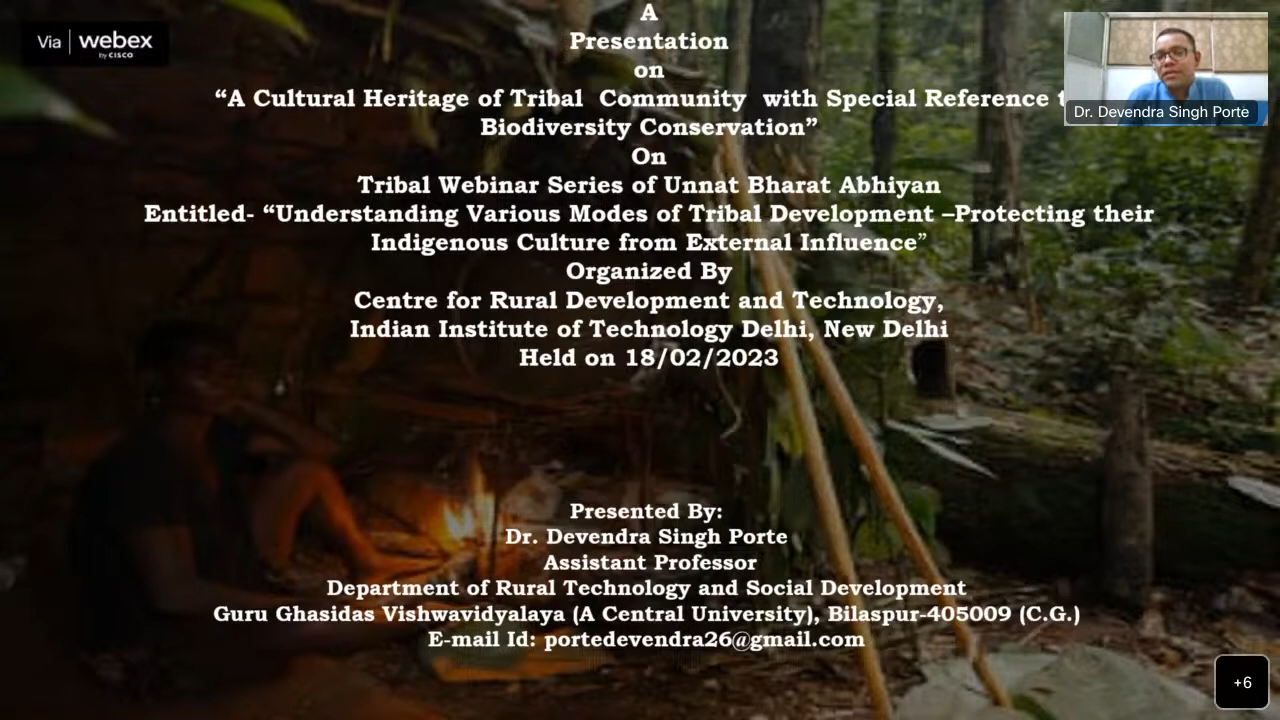 Via | webex
by CISCO
A
Presentation
on
“A Cultural Heritage of Tribal Community with Special Reference
Biodiversity Conservation”
On
Tribal Webinar Series of Unnat Bharat Abhiyan
Entitled- “Understanding Various Modes of Tribal Development –Protecting their
Indigenous Culture from External Influence”
Organized By
Centre for Rural Development and Technology,
Indian Institute of Technology Delhi, New Delhi
Held on 18/02/2023
Dr. Devendra Singh Porte
Presented By:
Dr. Devendra Singh Porte
Assistant Professor
Department of Rural Technology and Social Development
Guru Ghasidas Vishwavidyalaya (A Central University), Bilaspur-405009 (C.G.)
E-mail Id: portedevendra26@gmail.com
+6